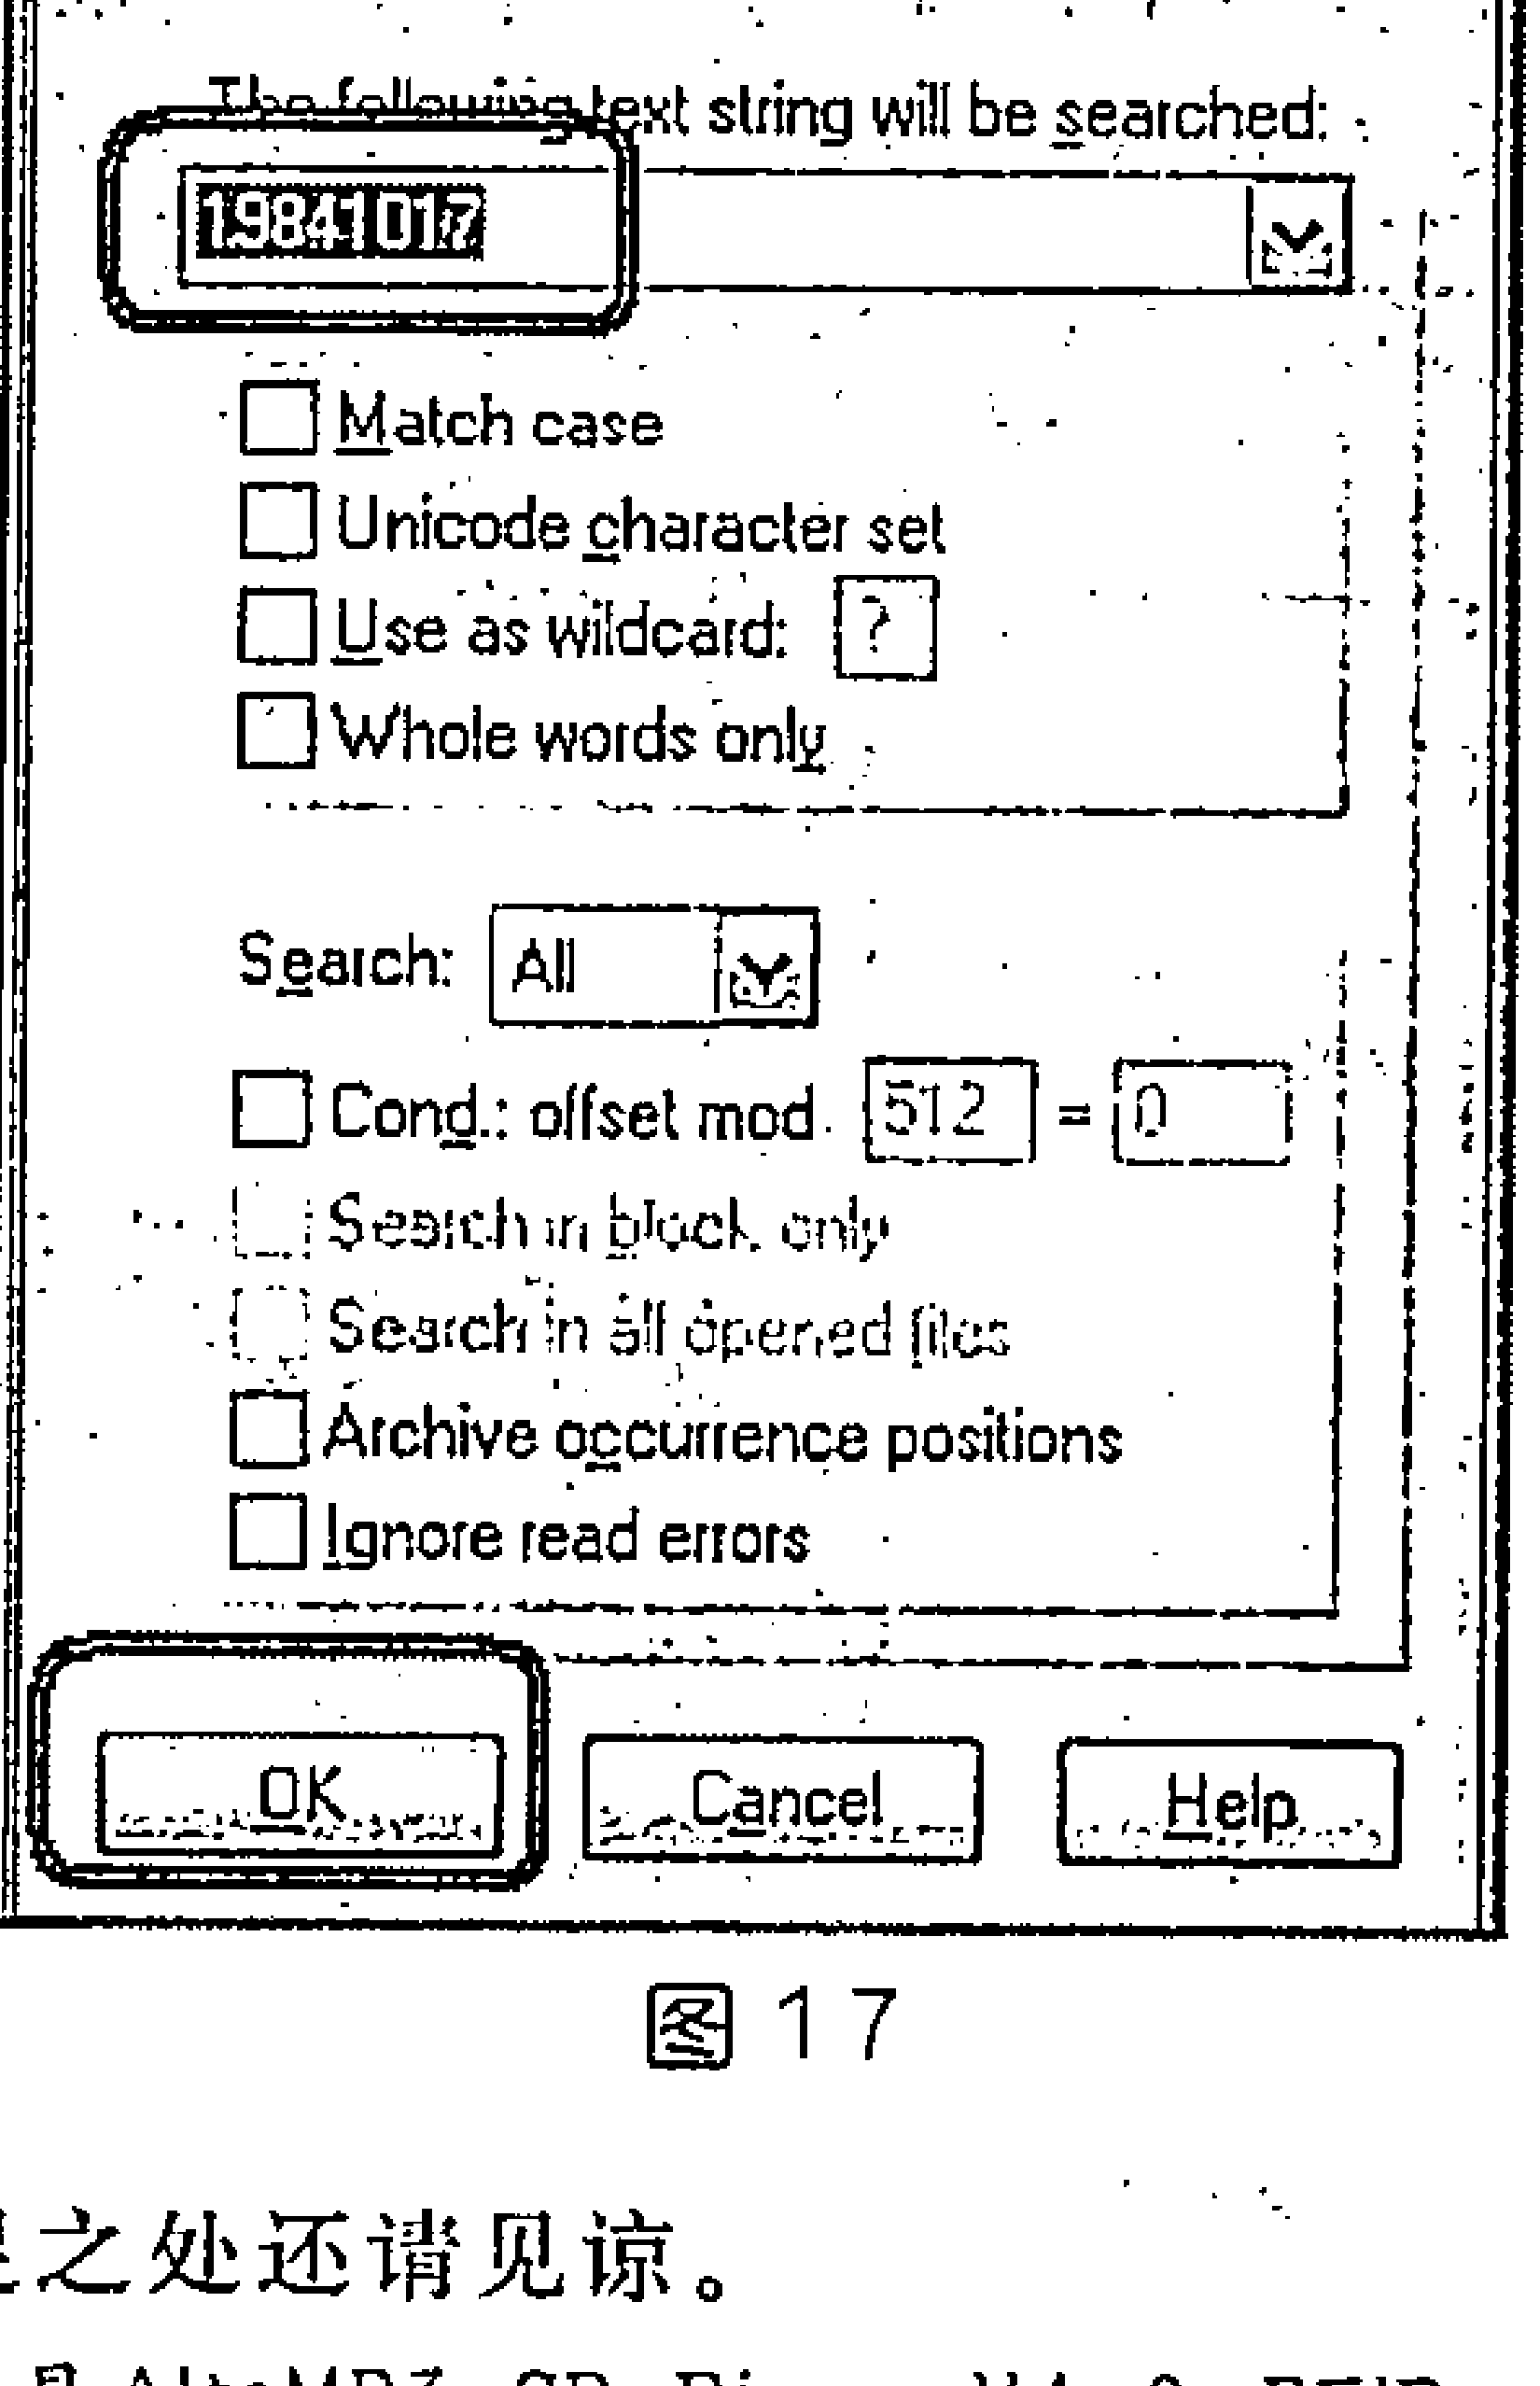 The following text string will be searched:
19841017
Match case
Unicode character set
Use as wildcard: ?
Whole words only
Search: All
Cond.: offset mod 512 = 0
Search in block only
Search in all opened files
Archive occurrence positions
Ignore read errors
OK Cancel Help
图 17
之处还请见谅。